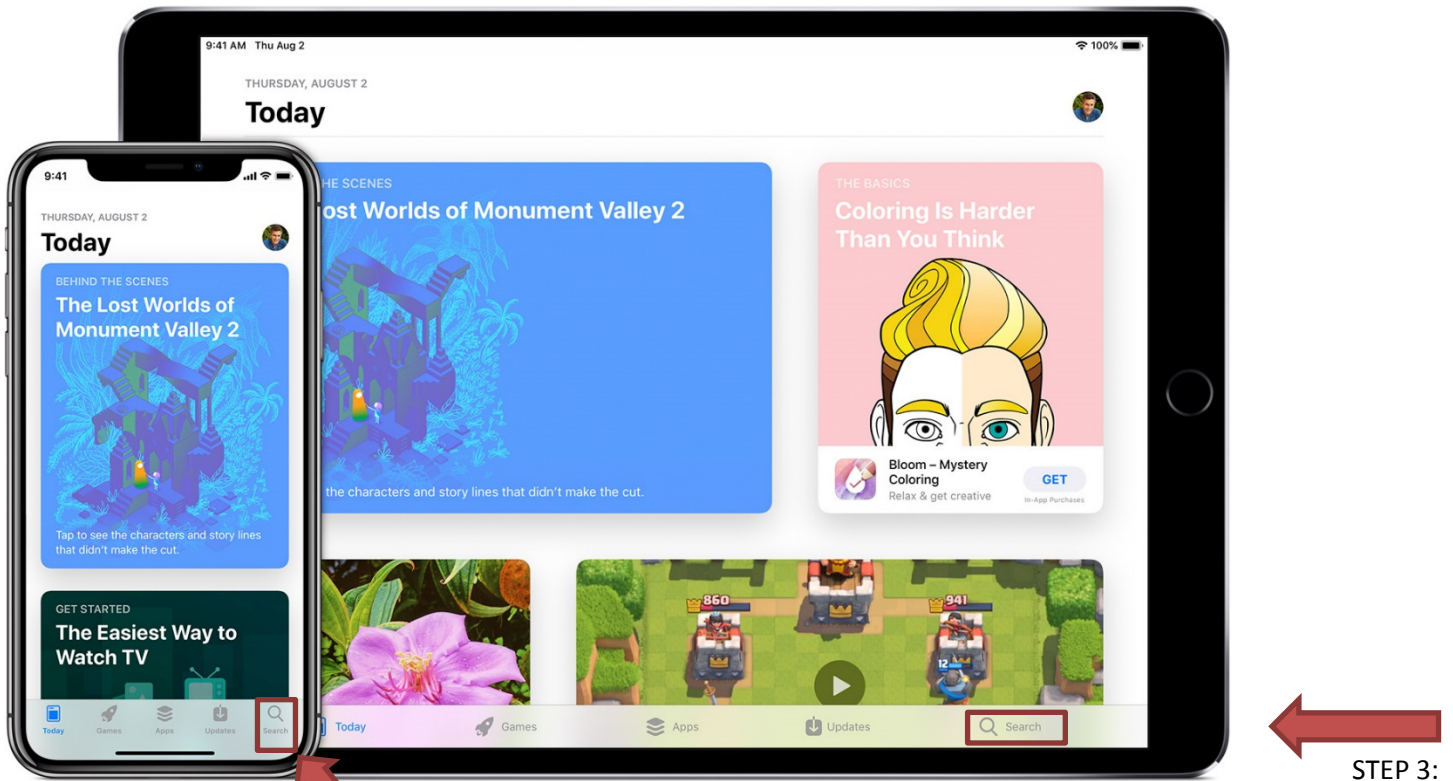 9:41 AM Thu Aug 2
100%
THURSDAY, AUGUST 2
Today
HE SCENES
ost Worlds of Monument Valley 2
the characters and story lines that didn't make the cut.
THE BASICS
Coloring Is Harder
Than You Think
Bloom – Mystery
Coloring
Relax & get creative
GET
In-App Purchases
860
941
12
Today
Games
Apps
Updates
Search
9:41
THURSDAY, AUGUST 2
Today
BEHIND THE SCENES
The Lost Worlds of
Monument Valley 2
Tap to see the characters and story lines
that didn't make the cut.
GET STARTED
The Easiest Way to
Watch TV
Today
Games
Apps
Updates
Search
STEP 3: